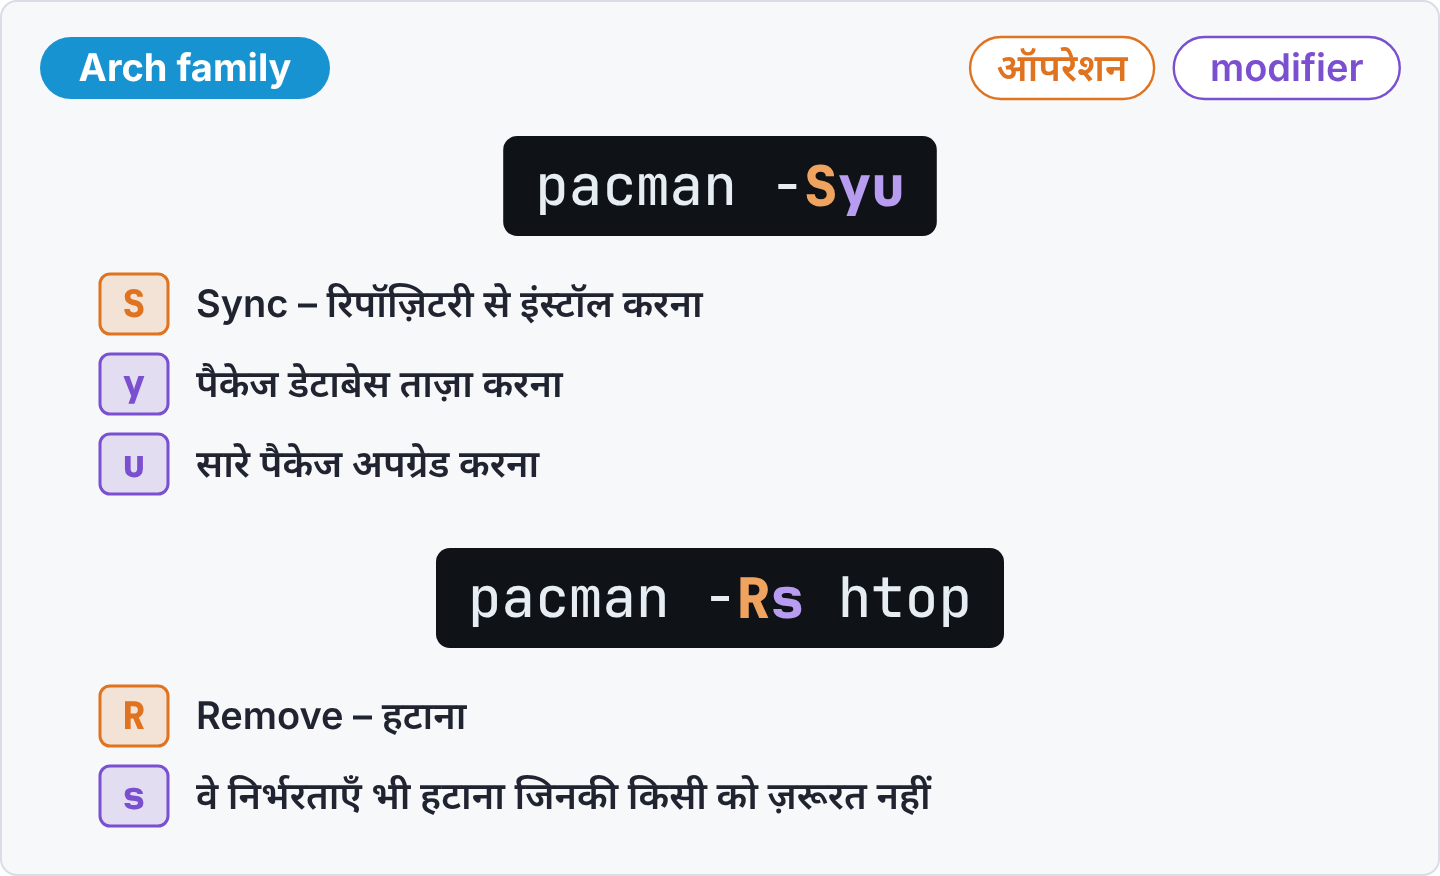 Arch family
ऑपरेशन
modifier
pacman -Syu
S Sync – रिपॉज़िटरी से इंस्टॉल करना
y पैकेज डेटाबेस ताज़ा करना
u सारे पैकेज अपग्रेड करना
pacman -Rs htop
R Remove – हटाना
s वे निर्भरताएँ भी हटाना जिनकी किसी को ज़रूरत नहीं